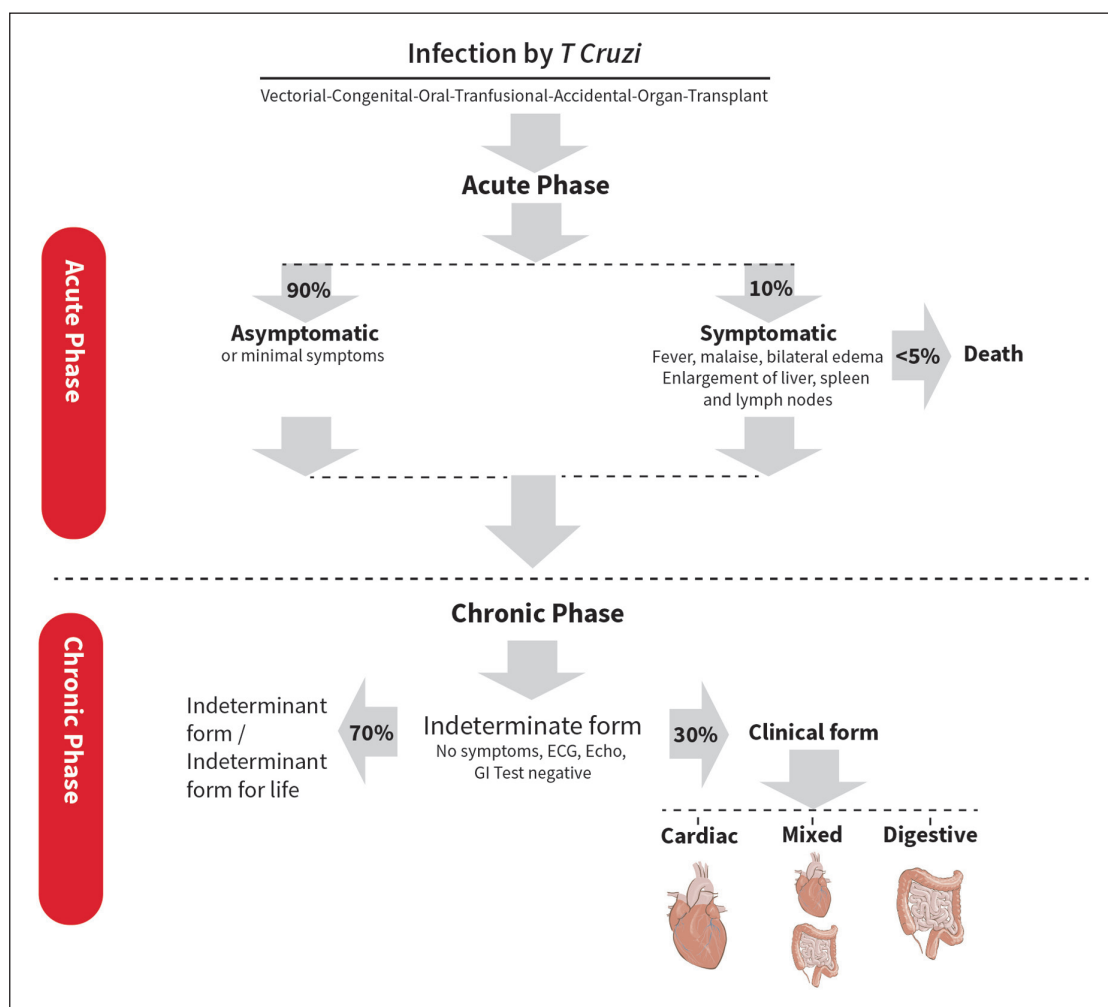 Infection by T Cruzi
Vectorial-Congenital-Oral-Tranfusional-Accidental-Organ-Transplant
Acute Phase
Acute Phase
90%
10%
Asymptomatic
or minimal symptoms
Symptomatic
Fever, malaise, bilateral edema
Enlargement of liver, spleen
and lymph nodes
<5%
Death
Chronic Phase
Chronic Phase
Indeterminant
form /
Indeterminant
form for life
70%
Indeterminate form
No symptoms, ECG, Echo,
GI Test negative
30%
Clinical form
Cardiac
Mixed
Digestive